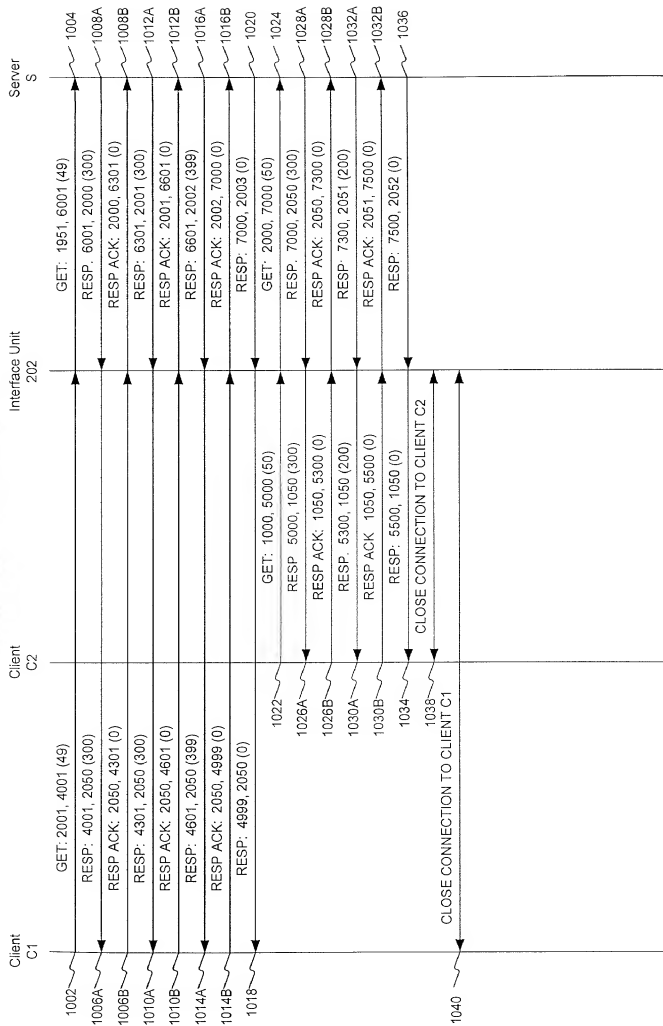 Client
C1
Client
C2
Interface Unit
202
Server
S
1002
GET: 2001, 4001 (49)
GET: 1951, 6001 (49)
1004
1006A
RESP: 4001, 2050 (300)
RESP. 6001, 2000 (300)
1008A
1006B
RESP ACK: 2050, 4301 (0)
RESP ACK: 2000, 6301 (0)
1008B
1010A
RESP: 4301, 2050 (300)
RESP: 6301, 2001 (300)
1012A
1010B
RESP ACK: 2050, 4601 (0)
RESP ACK: 2001, 6601 (0)
1012B
1014A
RESP: 4601, 2050 (399)
RESP: 6601, 2002 (399)
1016A
1014B
RESP ACK: 2050, 4999 (0)
RESP ACK: 2002, 7000 (0)
1016B
1018
RESP: 4999, 2050 (0)
RESP: 7000, 2003 (0)
1020
1022
GET: 1000, 5000 (50)
GET: 2000, 7000 (50)
1024
1026A
RESP 5000, 1050 (300)
RESP. 7000, 2050 (300)
1028A
1026B
RESP ACK: 1050, 5300 (0)
RESP ACK: 2050, 7300 (0)
1028B
1030A
RESP. 5300, 1050 (200)
RESP: 7300, 2051 (200)
1032A
1030B
RESP ACK 1050, 5500 (0)
RESP ACK: 2051, 7500 (0)
1032B
1034
RESP: 5500, 1050 (0)
RESP: 7500, 2052 (0)
1036
1038
CLOSE CONNECTION TO CLIENT C2
CLOSE CONNECTION TO CLIENT C1
1040